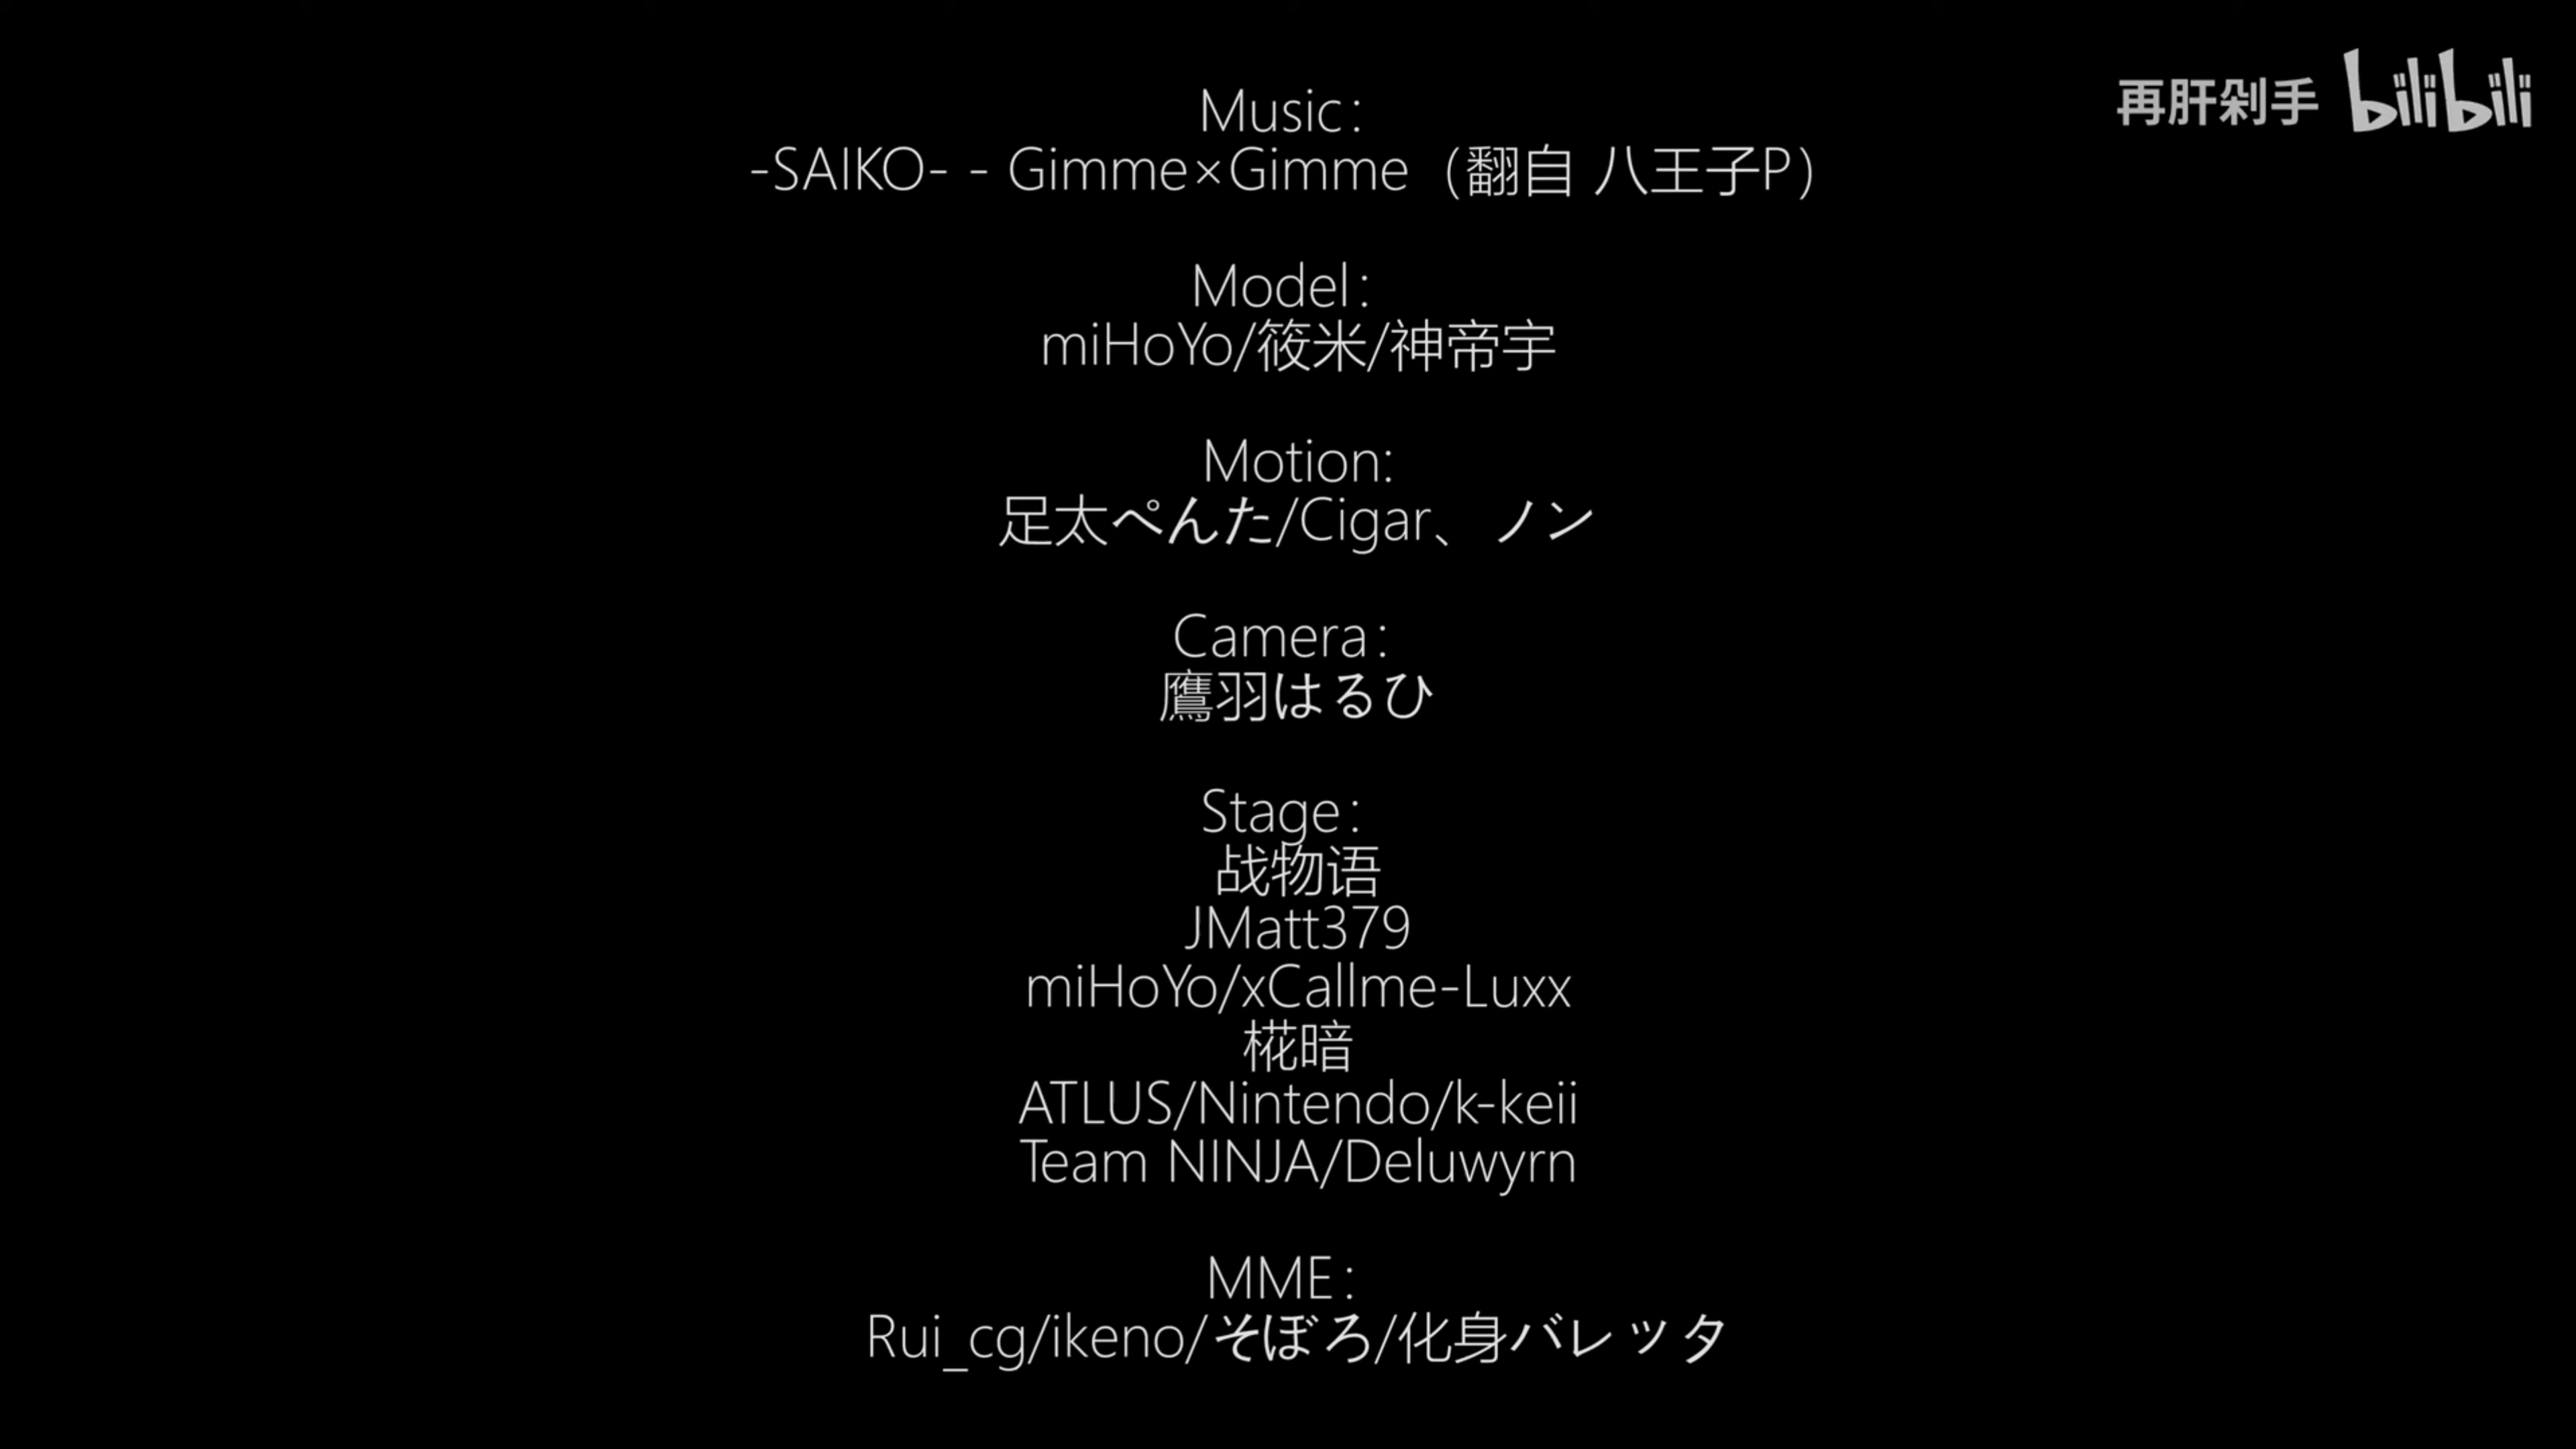 再肝剁手 bilibili
Music:
-SAIKO- - Gimme×Gimme（翻自 八王子P）
Model:
miHoYo/筱米/神帝宇
Motion:
足太ぺんた/Cigar、ノン
Camera:
鷹羽はるひ
Stage:
战物语
JMatt379
miHoYo/xCallme-Luxx
椛暗
ATLUS/Nintendo/k-keii
Team NINJA/Deluwyrn
MME:
Rui_cg/ikeno/そぼろ/化身バレッタ